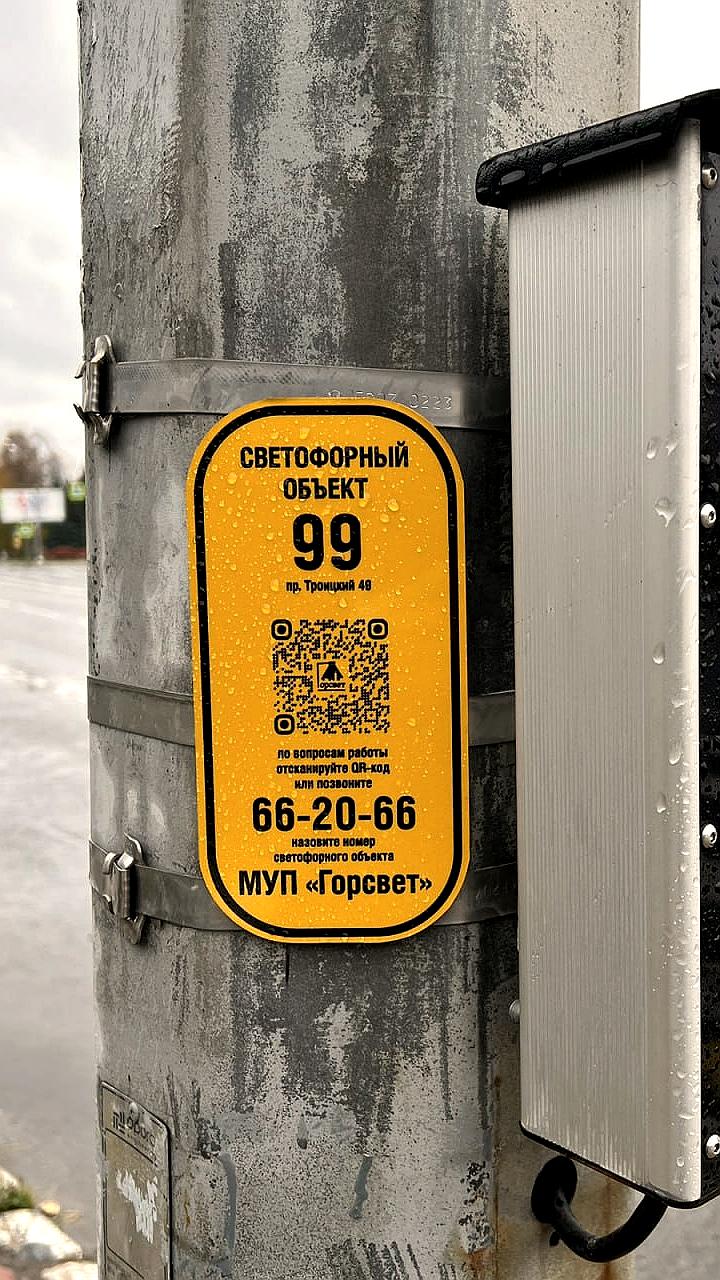 СВЕТОФОРНЫЙ
ОБЪЕКТ
99
пр. Троицкий 49
по вопросам работы
отсканируйте QR-код
или позвоните
66-20-66
назовите номер
светофорного объекта
МУП «Горсвет»